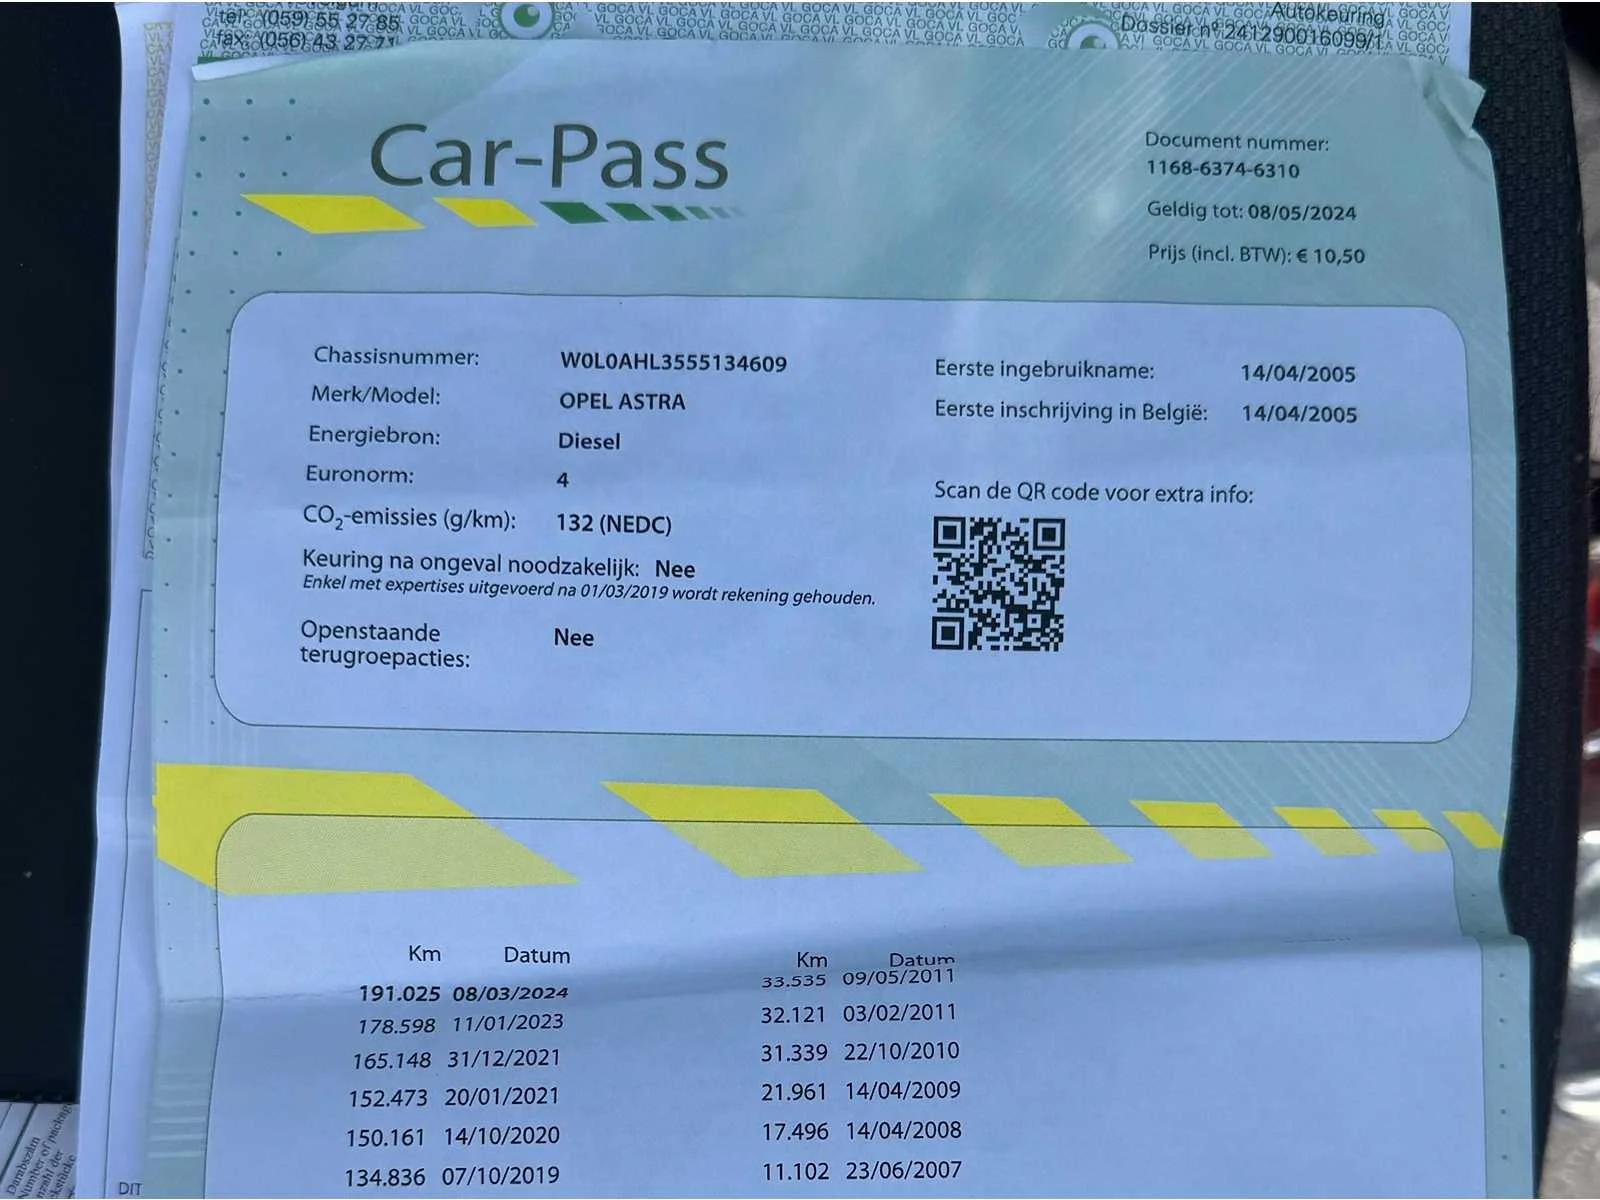 tel: (059) 55 27 85
fax: (056) 43 27 71
Autokeuring
Dossier nº 241290016099/1
Car-Pass
Document nummer:
1168-6374-6310
Geldig tot: 08/05/2024
Prijs (incl. BTW): € 10,50
Chassisnummer: W0L0AHL3555134609
Merk/Model: OPEL ASTRA
Energiebron: Diesel
Euronorm: 4
CO₂-emissies (g/km): 132 (NEDC)
Keuring na ongeval noodzakelijk: Nee
Enkel met expertises uitgevoerd na 01/03/2019 wordt rekening gehouden.
Openstaande
terugroepacties: Nee
Eerste ingebruikname: 14/04/2005
Eerste inschrijving in België: 14/04/2005
Scan de QR code voor extra info:
Km Datum
191.025 08/03/2024
178.598 11/01/2023
165.148 31/12/2021
152.473 20/01/2021
150.161 14/10/2020
134.836 07/10/2019
Km Datum
33.535 09/05/2011
32.121 03/02/2011
31.339 22/10/2010
21.961 14/04/2009
17.496 14/04/2008
11.102 23/06/2007
DIT